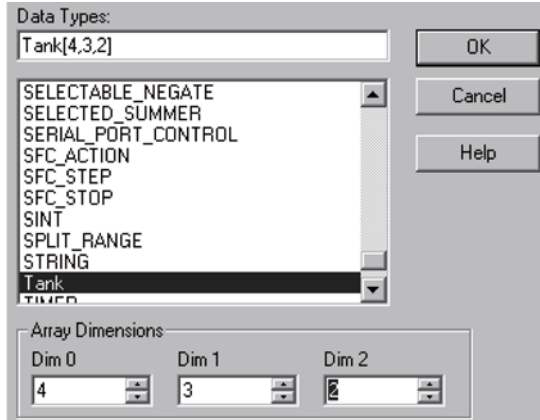 Data Types:
Tank[4,3,2]
OK
SELECTABLE_NEGATE
Cancel
SELECTED_SUMMER
SERIAL_PORT_CONTROL
SFC_ACTION
Help
SFC_STEP
SFC_STOP
SINT
SPLIT_RANGE
STRING
Tank
TIMER
Array Dimensions
Dim 0 Dim 1 Dim 2
4 3 2